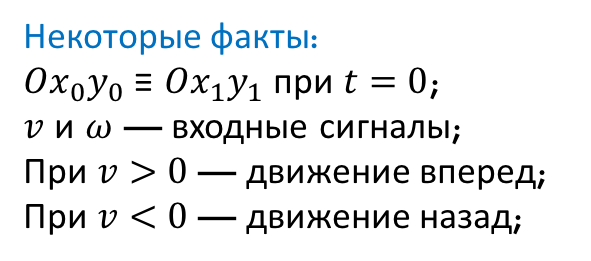 Некоторые факты:
Ox₀y₀ ≡ Ox₁y₁ при t = 0;
v и ω — входные сигналы;
При v > 0 — движение вперед;
При v < 0 — движение назад;